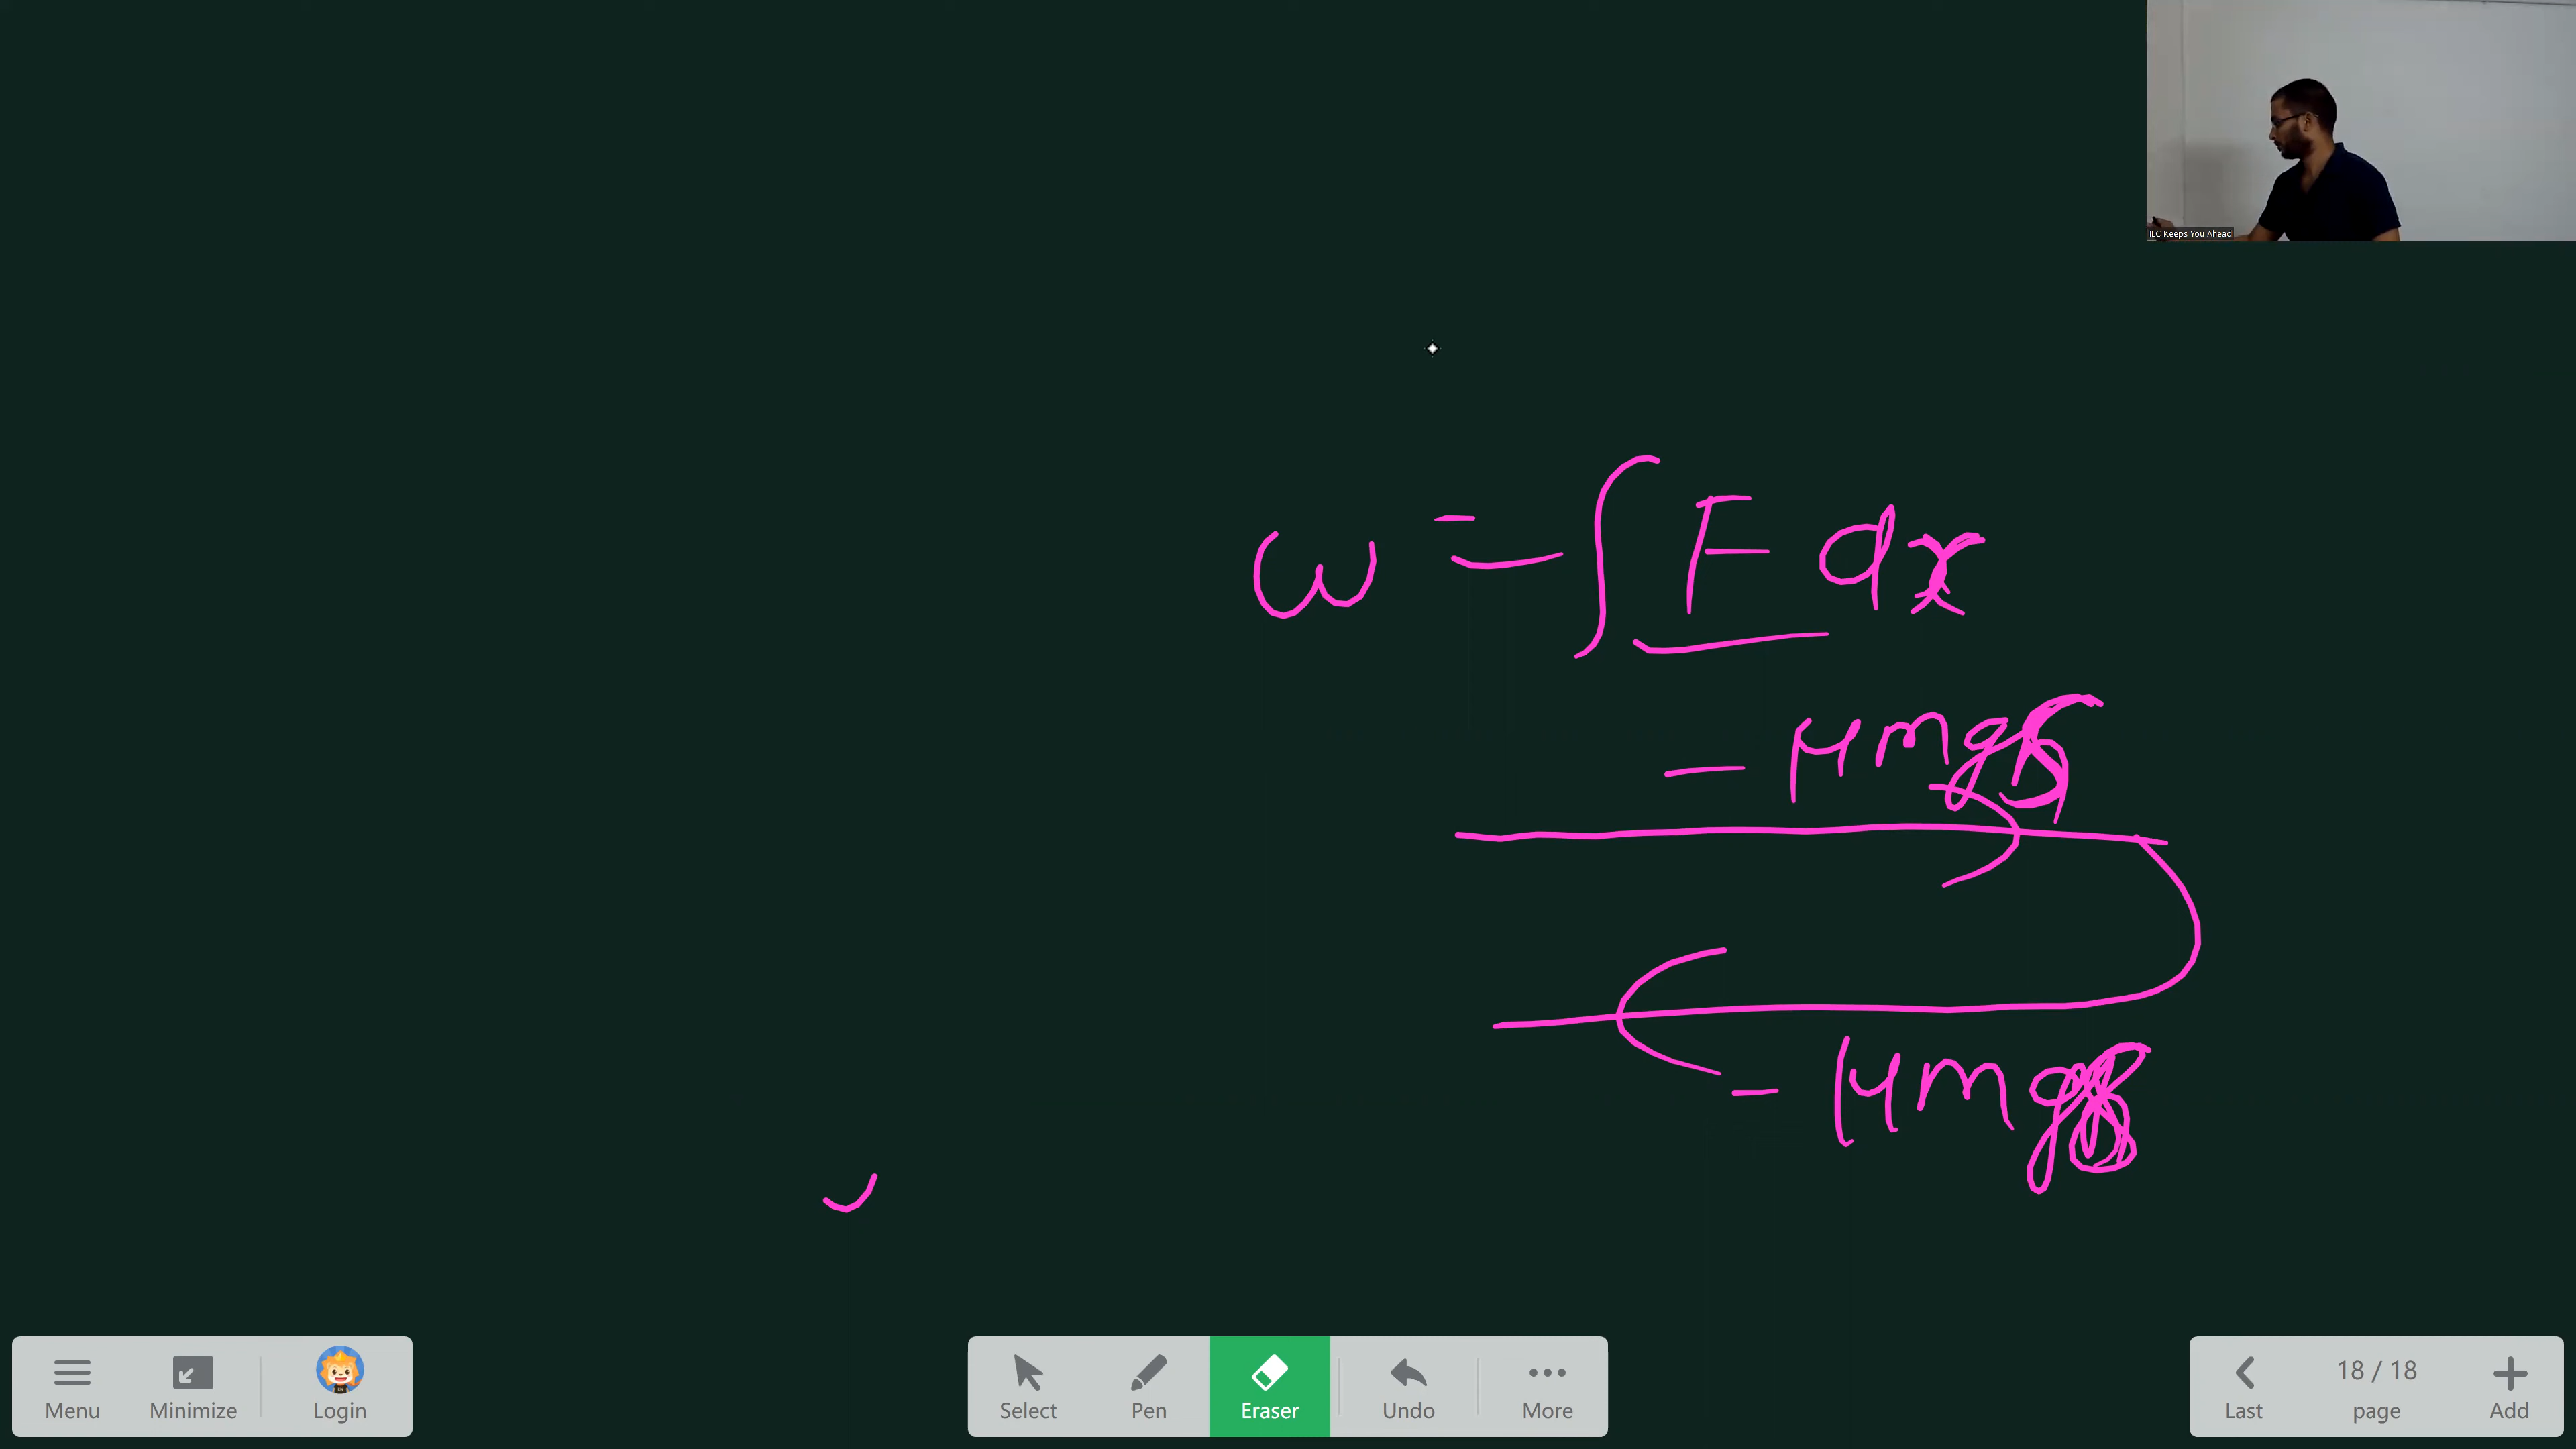 ILC Keeps You Ahead
ω = ∫ F dx
− μmg
− μmg
Menu Minimize Login Select Pen Eraser Undo More Last 18 / 18 page Add